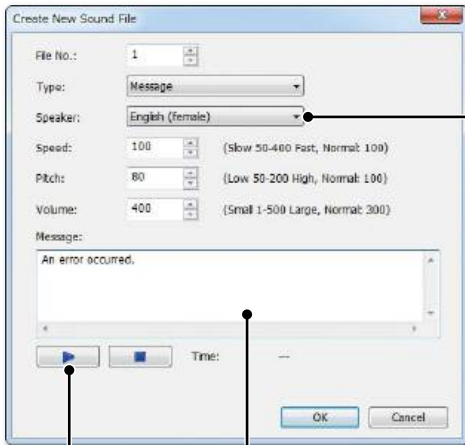 Create New Sound File
File No.: 1
Type: Message
Speaker: English (female)
Speed: 100 (Slow 50-400 Fast, Normal: 100)
Pitch: 80 (Low 50-200 High, Normal: 100)
Volume: 400 (Small 1-500 Large, Normal: 300)
Message:
An error occurred.
Time: ---
OK Cancel